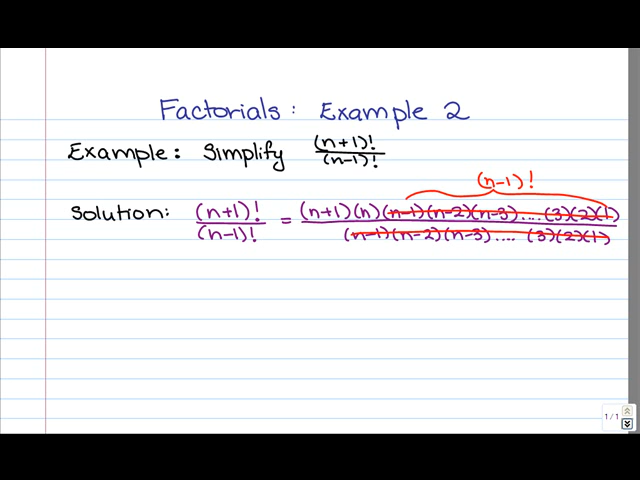 Factorials: Example 2
Example: Simplify (n+1)!/(n-1)!
(n-1)!
Solution: (n+1)!/(n-1)! = (n+1)(n)(n-1)(n-2)(n-3)....(3)(2)(1)/(n-1)(n-2)(n-3)....(3)(2)(1)
1/1